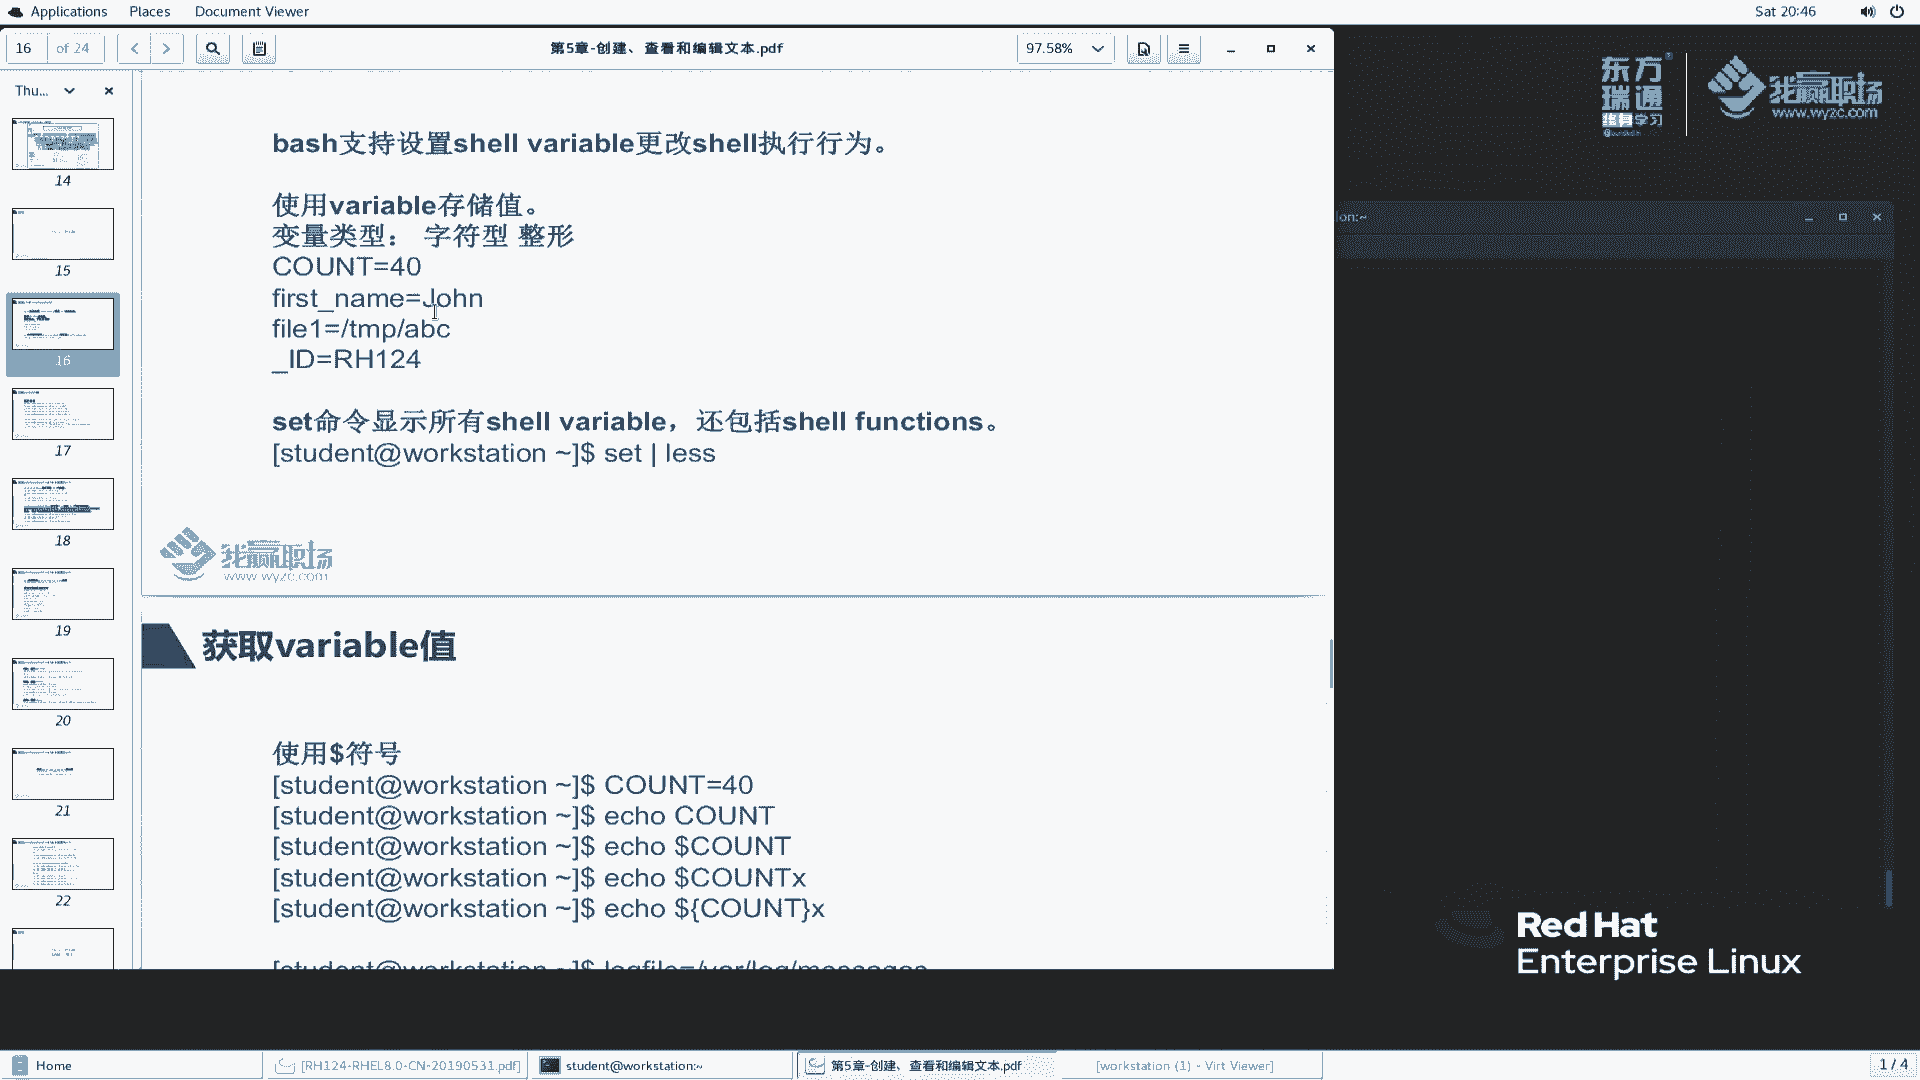 Applications Places Document Viewer Sat 20:46
16 of 24 第5章-创建、查看和编辑文本.pdf 97.58%
东方瑞通
终身学习
我赢职场
www.wyzc.com
Thu...
14
15
16
17
18
19
20
21
22
bash支持设置shell variable更改shell执行行为。
使用variable存储值。
变量类型： 字符型 整形
COUNT=40
first_name=John
file1=/tmp/abc
_ID=RH124
set命令显示所有shell variable，还包括shell functions。
[student@workstation ~]$ set | less
我赢职场
www.wyzc.com
获取variable值
使用$符号
[student@workstation ~]$ COUNT=40
[student@workstation ~]$ echo COUNT
[student@workstation ~]$ echo $COUNT
[student@workstation ~]$ echo $COUNTx
[student@workstation ~]$ echo ${COUNT}x
[student@workstation ~]$ logfile=/var/log/messages
ion:~
Red Hat
Enterprise Linux
Home [RH124-RHEL8.0-CN-20190531.pdf] student@workstation:~ 第5章-创建、查看和编辑文本.pdf [workstation (1) - Virt Viewer] 1 / 4